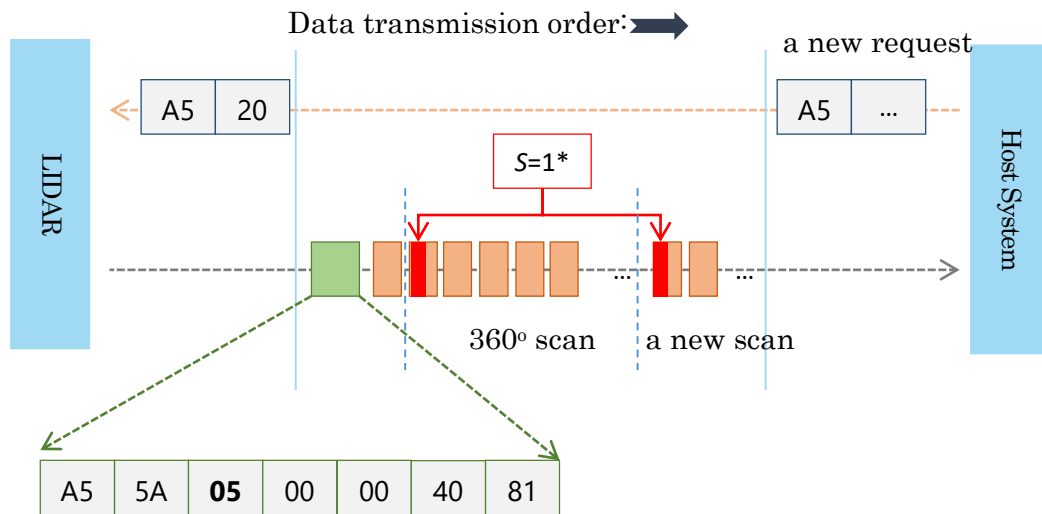 Data transmission order:
a new request
A5 20
A5 ...
LIDAR
Host System
S=1*
... ...
360º scan
a new scan
A5 5A 05 00 00 40 81